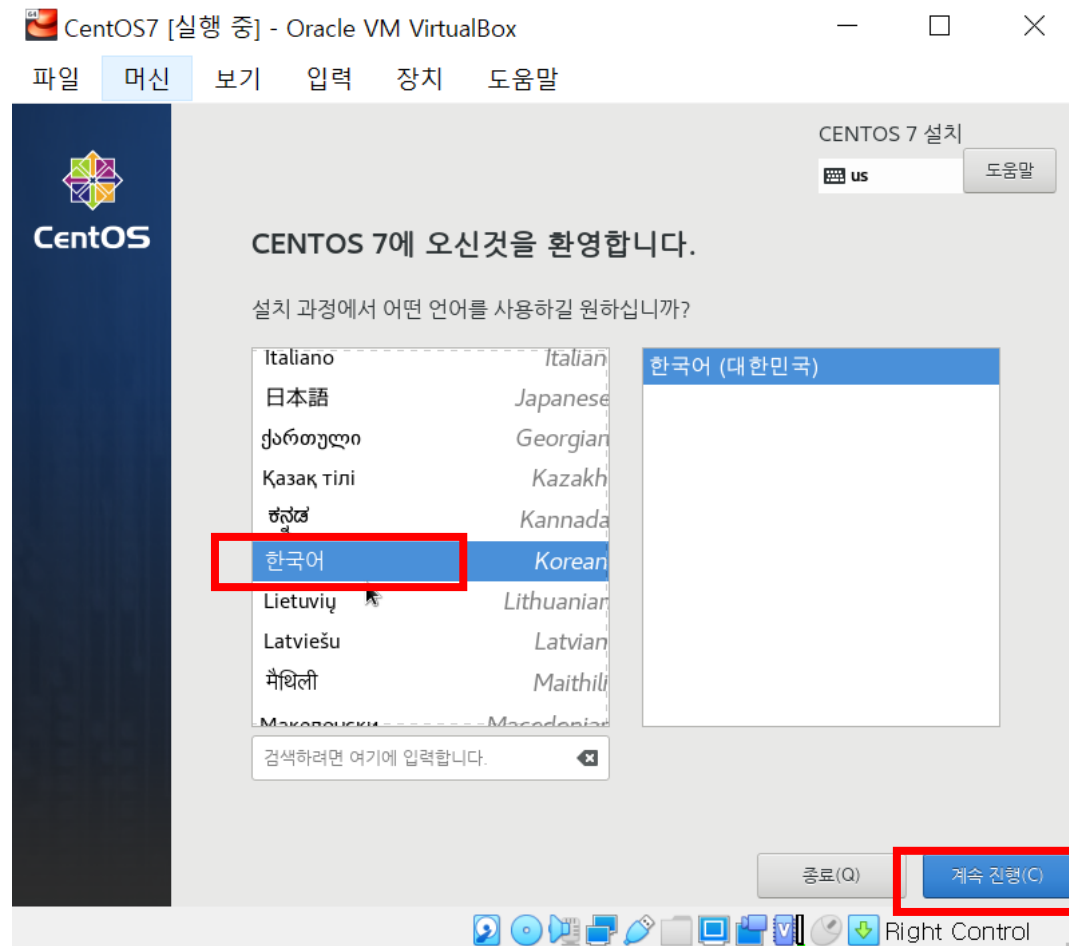 64
CentOS7 [실행 중] - Oracle VM VirtualBox
파일 머신 보기 입력 장치 도움말
CENTOS 7 설치
us 도움말
CentOS
CENTOS 7에 오신것을 환영합니다.
설치 과정에서 어떤 언어를 사용하길 원하십니까?
Italiano Italian
日本語 Japanese
ქართული Georgian
Қазақ тілі Kazakh
ಕನ್ನಡ Kannada
한국어 Korean
Lietuvių Lithuanian
Latviešu Latvian
मैथिली Maithili
Македонски Macedonian
한국어 (대한민국)
검색하려면 여기에 입력합니다.
종료(Q) 계속 진행(C)
Right Control